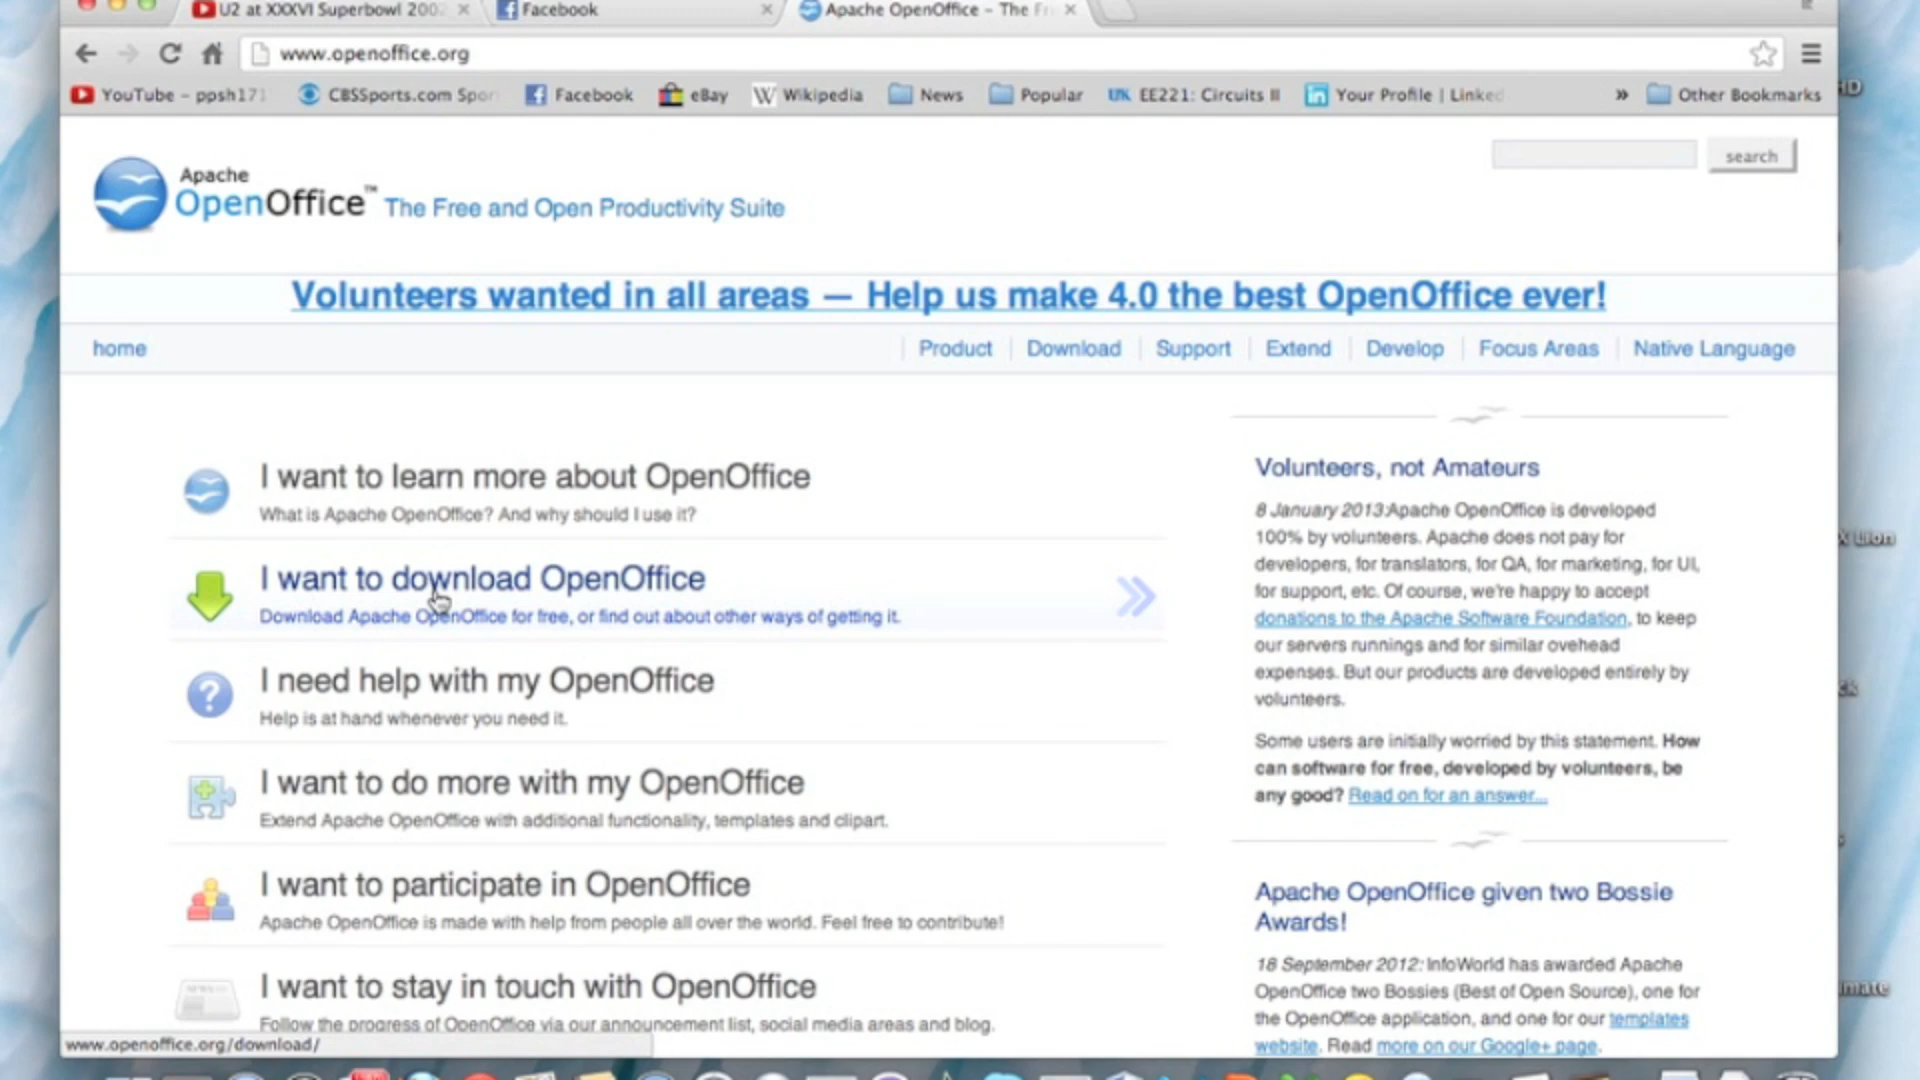 U2 at XXXVI Superbowl 2002
Facebook
Apache OpenOffice - The Fr
www.openoffice.org
YouTube - ppsh171
CBSSports.com Spor
Facebook
eBay
Wikipedia
News
Popular
UK EE221: Circuits II
Your Profile | Linked
»
Other Bookmarks
search
Apache
OpenOffice™ The Free and Open Productivity Suite
Volunteers wanted in all areas — Help us make 4.0 the best OpenOffice ever!
home
Product
Download
Support
Extend
Develop
Focus Areas
Native Language
I want to learn more about OpenOffice
What is Apache OpenOffice? And why should I use it?
I want to download OpenOffice
Download Apache OpenOffice for free, or find out about other ways of getting it.
I need help with my OpenOffice
Help is at hand whenever you need it.
I want to do more with my OpenOffice
Extend Apache OpenOffice with additional functionality, templates and clipart.
I want to participate in OpenOffice
Apache OpenOffice is made with help from people all over the world. Feel free to contribute!
I want to stay in touch with OpenOffice
Follow the progress of OpenOffice via our announcement list, social media areas and blog.
www.openoffice.org/download/
Volunteers, not Amateurs
8 January 2013:Apache OpenOffice is developed
100% by volunteers. Apache does not pay for
developers, for translators, for QA, for marketing, for UI,
for support, etc. Of course, we're happy to accept
donations to the Apache Software Foundation, to keep
our servers runnings and for similar ovehead
expenses. But our products are developed entirely by
volunteers.
Some users are initially worried by this statement. How
can software for free, developed by volunteers, be
any good? Read on for an answer...
Apache OpenOffice given two Bossie
Awards!
18 September 2012: InfoWorld has awarded Apache
OpenOffice two Bossies (Best of Open Source), one for
the OpenOffice application, and one for our templates
website. Read more on our Google+ page.
HD
X Lion
ck
imate